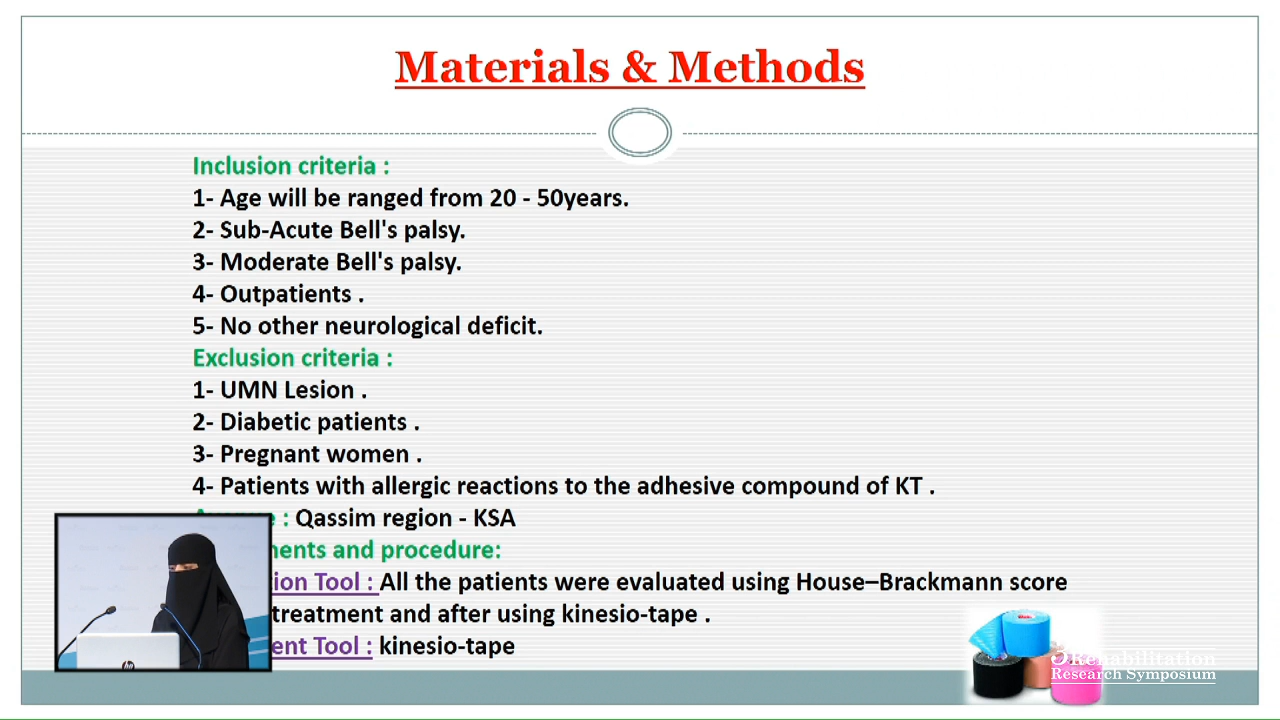 Materials & Methods
Inclusion criteria :
1- Age will be ranged from 20 - 50years.
2- Sub-Acute Bell's palsy.
3- Moderate Bell's palsy.
4- Outpatients .
5- No other neurological deficit.
Exclusion criteria :
1- UMN Lesion .
2- Diabetic patients .
3- Pregnant women .
4- Patients with allergic reactions to the adhesive compound of KT .
: Qassim region - KSA
ments and procedure:
ion Tool : All the patients were evaluated using House–Brackmann score
treatment and after using kinesio-tape .
ent Tool : kinesio-tape
Rehabilitation
Research Symposium
hp